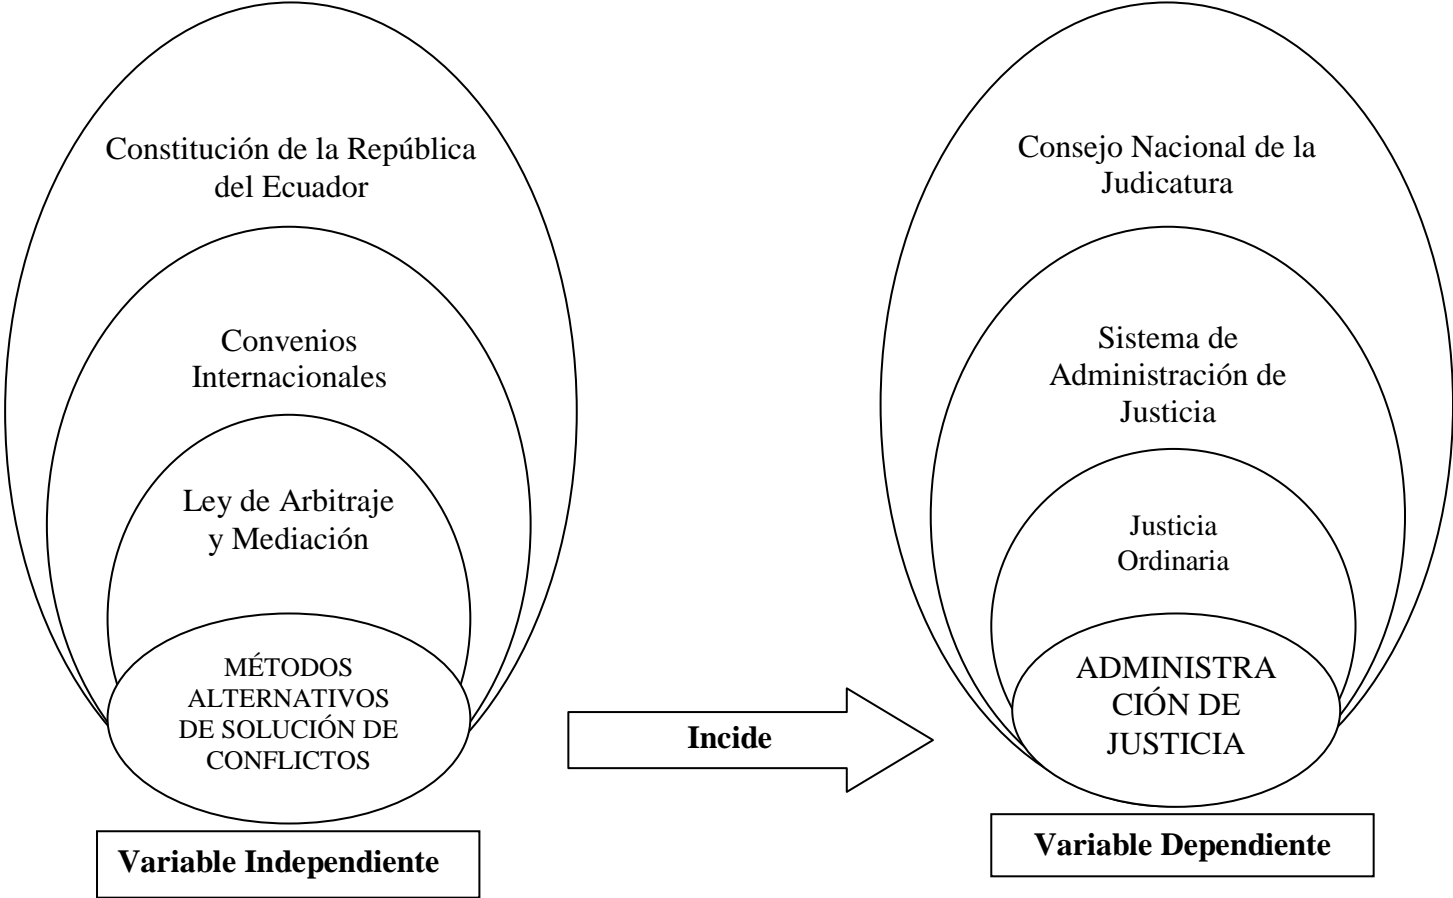 Constitución de la República
del Ecuador
Convenios
Internacionales
Ley de Arbitraje
y Mediación
MÉTODOS
ALTERNATIVOS
DE SOLUCIÓN DE
CONFLICTOS
Variable Independiente
Incide
Consejo Nacional de la
Judicatura
Sistema de
Administración de
Justicia
Justicia
Ordinaria
ADMINISTRA
CIÓN DE
JUSTICIA
Variable Dependiente